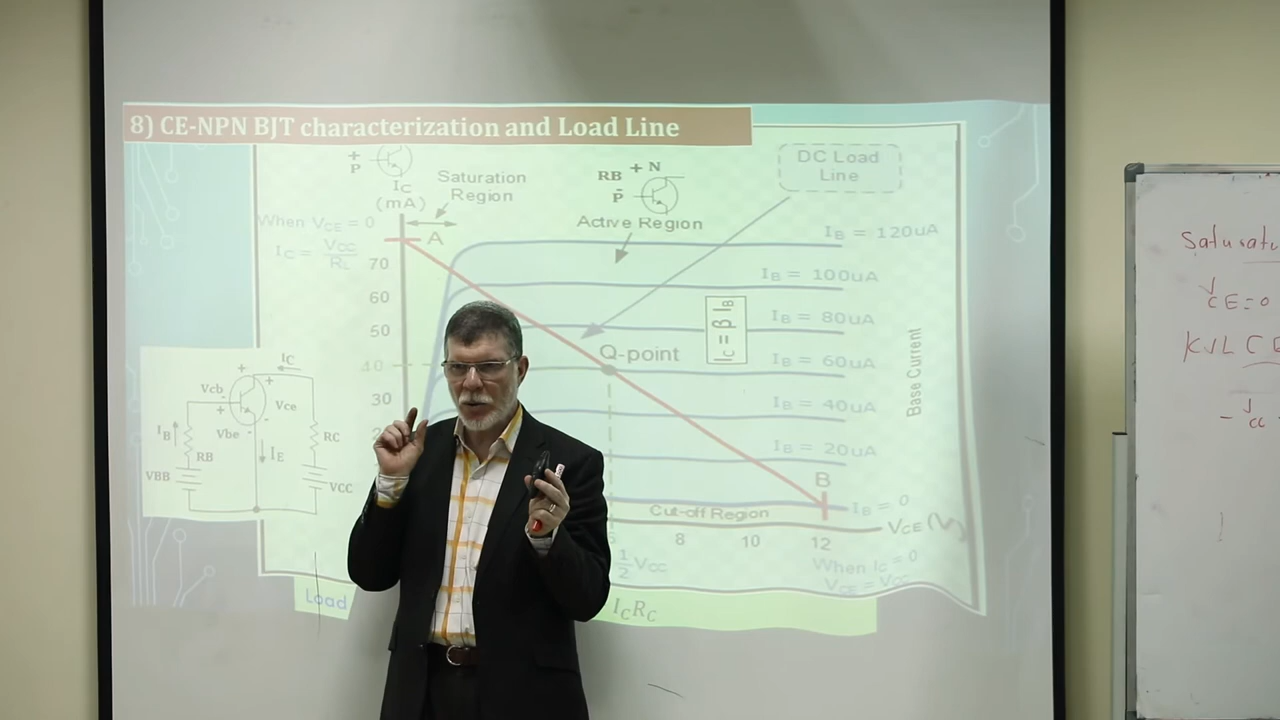 8) CE-NPN BJT characterization and Load Line
+
P
IC
(mA)
Saturation
Region
RB + N
P
Active Region
DC Load
Line
When VCE = 0
IC = VCC
RL
A
70
60
50
40
30
IB = 120uA
IB = 100uA
IB = 80uA
IB = 60uA
IB = 40uA
IB = 20uA
IB = 0
IC = β IB
Q-point
Base Current
B
Cut-off Region
VCE (V)
6 8 10 12
1/2 VCC
When IC = 0
VCE = VCC
IC
Vcb
+ +
Vce
+
IB
Vbe
RB
IE
RC
VBB
VCC
Load
ICRC
VCE=0
KVL
- VCC